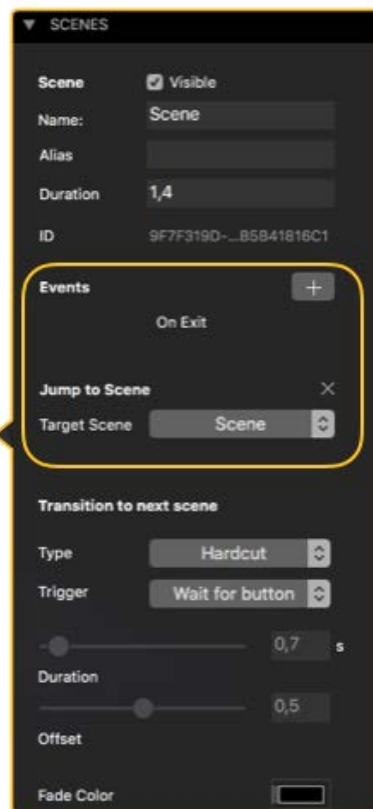 SCENES
Scene Visible
Name: Scene
Alias
Duration 1,4
ID 9F7F319D-...B5B41816C1
Events +
On Exit
Jump to Scene ×
Target Scene Scene
Transition to next scene
Type Hardcut
Trigger Wait for button
0,7 s
Duration
0,5
Offset
Fade Color